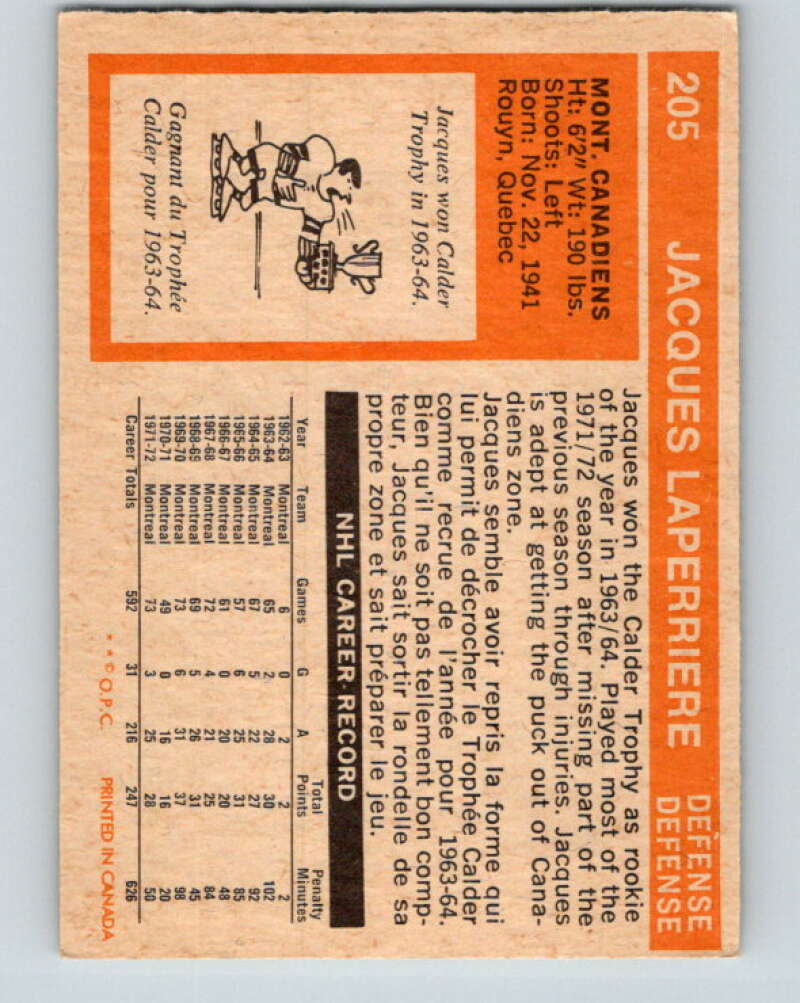 205 JACQUES LAPERRIERE DÉFENSE
DEFENSE
MONT. CANADIENS
Ht: 6'2" Wt: 190 lbs.
Shoots: Left
Born: Nov. 22, 1941
Rouyn, Quebec
Jacques won Calder
Trophy in 1963-64.
Gagnant du Trophée
Calder pour 1963-64.
Jacques won the Calder Trophy as rookie
of the year in 1963/64. Played most of the
1971/72 season after missing part of the
previous season through injuries. Jacques
is adept at getting the puck out of Cana-
diens zone.
Jacques semble avoir repris la forme qui
lui permit de décrocher le Trophée Calder
comme recrue de l'année pour 1963-64.
Bien qu'il ne soit pas tellement bon comp-
teur, Jacques sait sortir la rondelle de sa
propre zone et sait préparer le jeu.
NHL CAREER RECORD
Year Team Games G A Total Points Penalty Minutes
1962-63 Montreal 6 0 2 2 2
1963-64 Montreal 65 2 28 30 102
1964-65 Montreal 67 5 22 27 92
1965-66 Montreal 57 6 25 31 85
1966-67 Montreal 61 0 20 20 48
1967-68 Montreal 72 4 21 25 84
1968-69 Montreal 69 5 26 31 45
1969-70 Montreal 73 6 31 37 98
1970-71 Montreal 49 0 16 16 20
1971-72 Montreal 73 3 25 28 50
Career Totals 592 31 216 247 626
* * © O.P.C. PRINTED IN CANADA